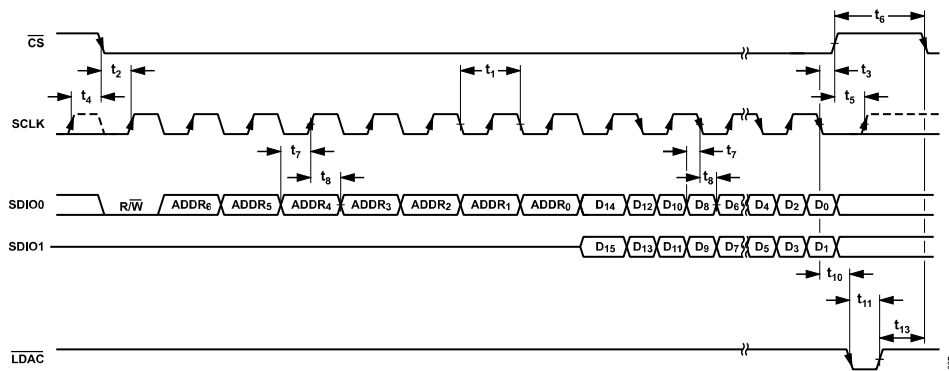 t₆
C̅S̅
t₂ t₁ t₃
t₄ t₅
SCLK
t₇ t₇
t₈ t₈
SDIO0 R/W̅ ADDR₆ ADDR₅ ADDR₄ ADDR₃ ADDR₂ ADDR₁ ADDR₀ D₁₄ D₁₂ D₁₀ D₈ D₆ D₄ D₂ D₀
SDIO1 D₁₅ D₁₃ D₁₁ D₉ D₇ D₅ D₃ D₁
t₁₀
t₁₁
t₁₃
L̅D̅A̅C̅